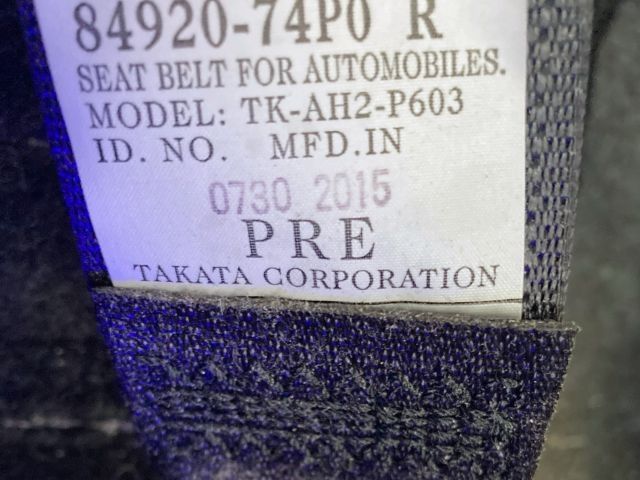 84920-74P0 R
SEAT BELT FOR AUTOMOBILES.
MODEL: TK-AH2-P603
ID. NO. MFD.IN
0730 2015
PRE
TAKATA CORPORATION